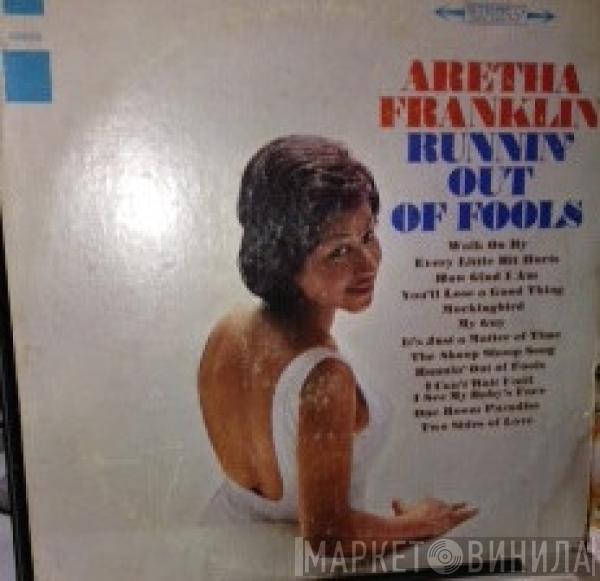 STEREO
ARETHA
FRANKLIN
RUNNIN'
OUT
OF FOOLS
Walk On By
Every Little Bit Hurts
How Glad I Am
You'll Lose a Good Thing
Mockingbird
My Guy
It's Just a Matter of Time
The Shoop Shoop Song
Runnin' Out of Fools
I Can't Wait Until
I See My Baby's Face
One Room Paradise
Two Sides of Love
МАРКЕТ ВИНИЛА